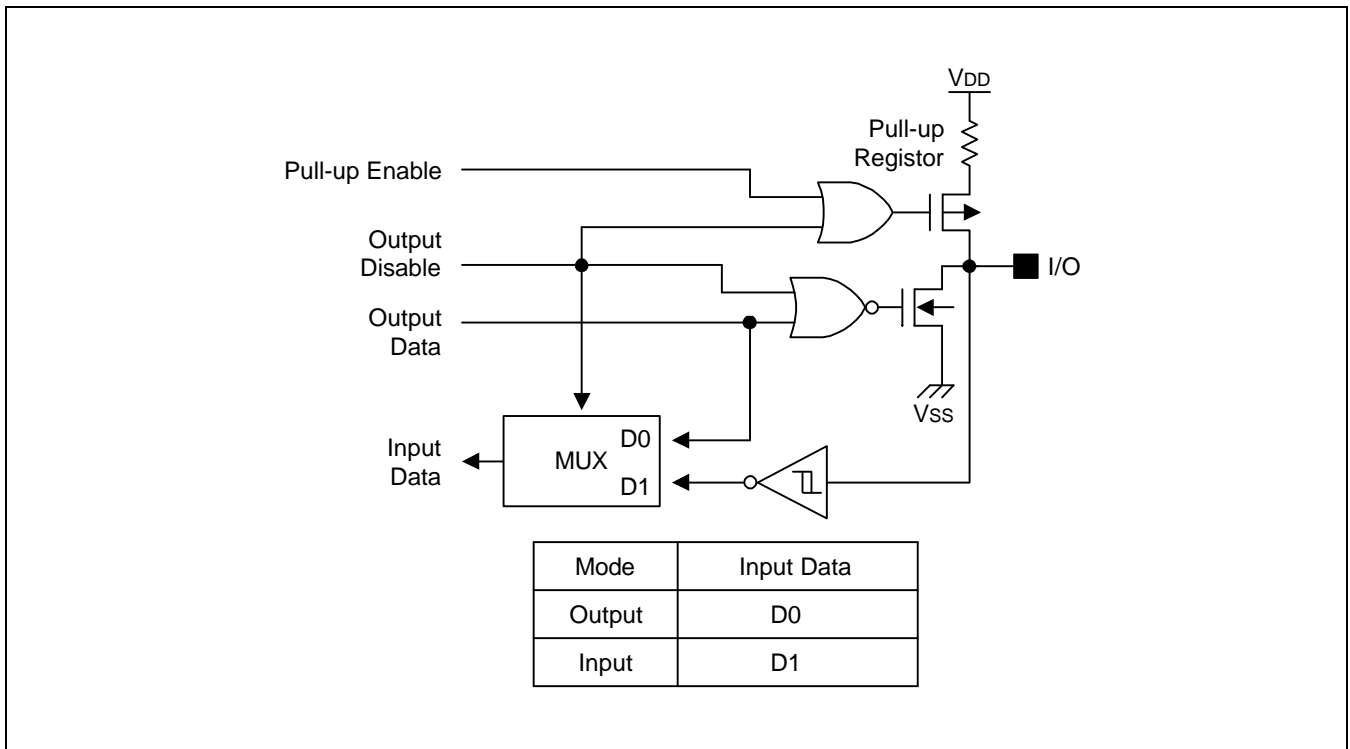 VDD
Pull-up
Registor
Pull-up Enable
Output
Disable
I/O
Output
Data
VSS
Input
Data
MUX
D0
D1
Mode Input Data
Output D0
Input D1